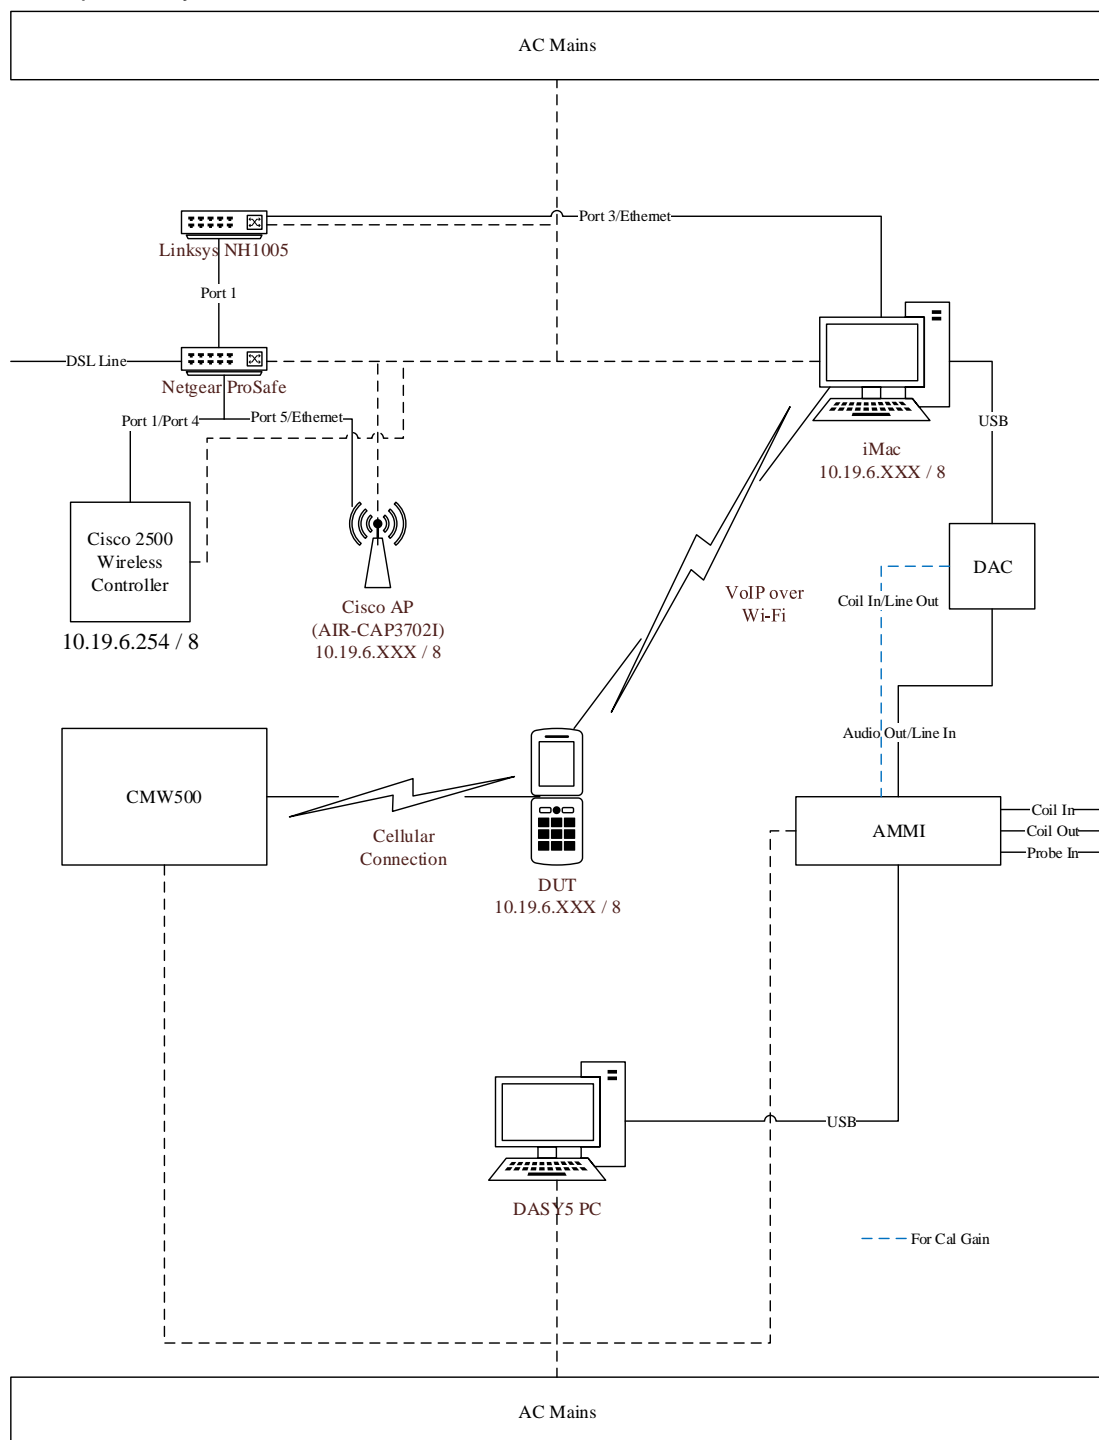 AC Mains
Port 3/Ethernet
Linksys NH1005
Port 1
DSL Line
Netgear ProSafe
Port 1/Port 4
Port 5/Ethernet
USB
iMac
10.19.6.XXX / 8
Cisco 2500
Wireless
Controller
10.19.6.254 / 8
Cisco AP
(AIR-CAP3702I)
10.19.6.XXX / 8
VoIP over
Wi-Fi
DAC
Coil In/Line Out
Audio Out/Line In
CMW500
Cellular
Connection
DUT
10.19.6.XXX / 8
AMMI
Coil In
Coil Out
Probe In
USB
DASY5 PC
For Cal Gain
AC Mains